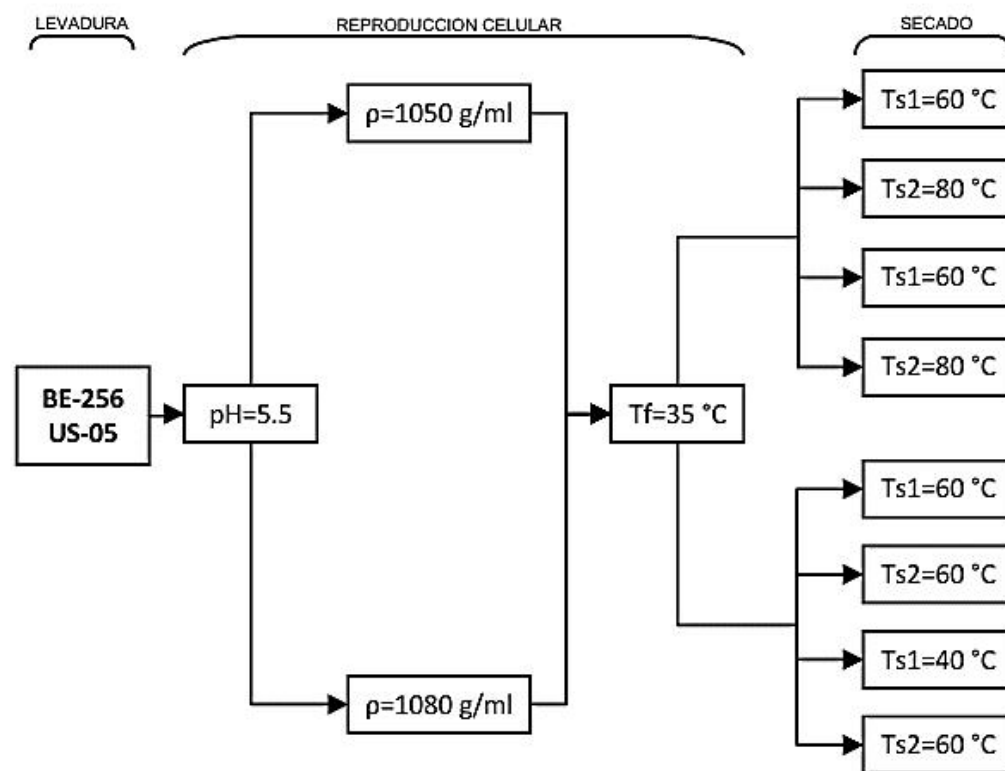 LEVADURA
REPRODUCCION CELULAR
SECADO
BE-256
US-05
pH=5.5
ρ=1050 g/ml
ρ=1080 g/ml
Tf=35 °C
Ts1=60 °C
Ts2=80 °C
Ts1=60 °C
Ts2=80 °C
Ts1=60 °C
Ts2=60 °C
Ts1=40 °C
Ts2=60 °C